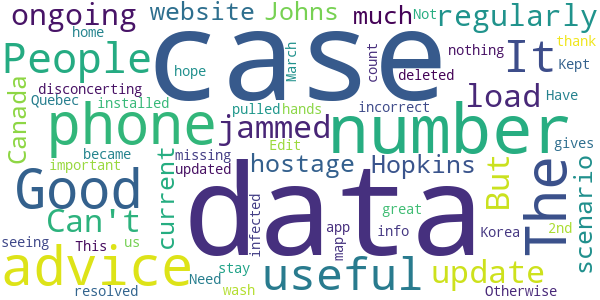 ongoing website Johns much regularly
home
People case It
hope March count nothing thank Not
disconcerting deleted Kept
Canada Quebec installed load Have
phone pulled hands incorrect number
jammed Edit
became missing gives
important updated hostage Hopkins But The scenario
Good data
Can't current app great 2nd
seeing This us infected map info Korea
advice Need stay useful update
resolved wash Otherwise